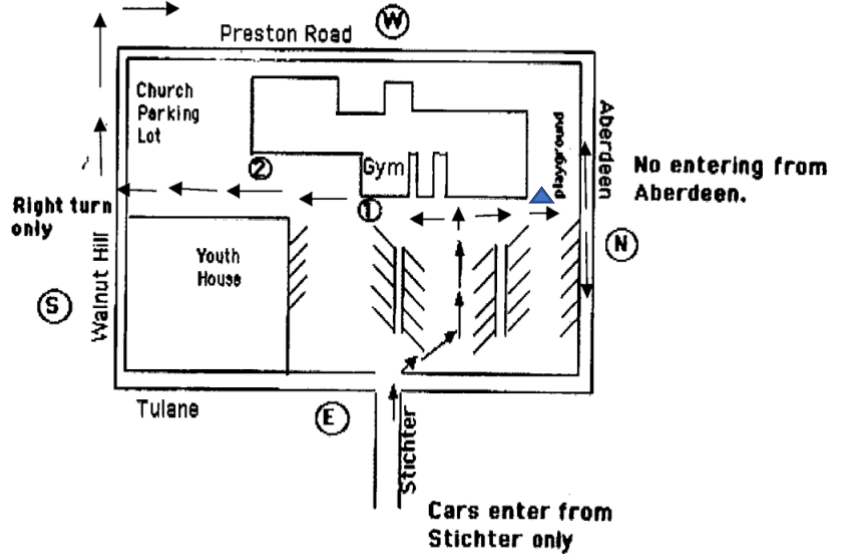 W
Preston Road
Church
Parking
Lot
Aberdeen
playground
Gym
No entering from
Aberdeen.
2
Right turn
only
1
Youth
House
N
Walnut Hill
S
Tulane
E
Stichter
Cars enter from
Stichter only